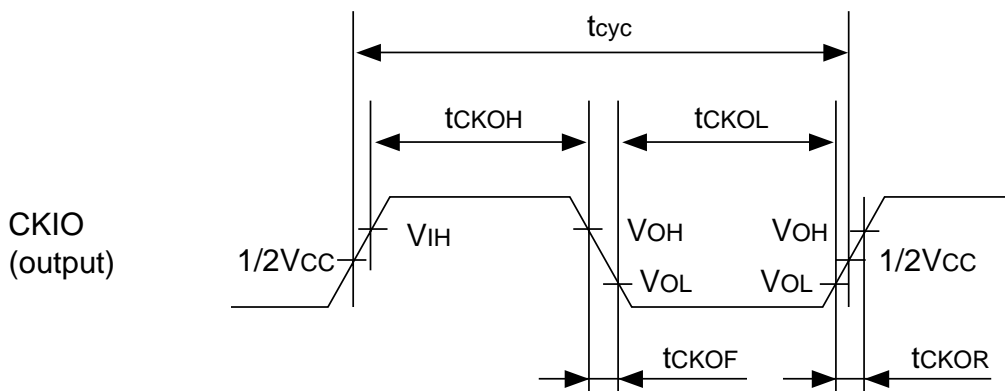 tcyc
tCKOH
tCKOL
CKIO
(output)
VIH
VOH
VOH
1/2VCC
1/2VCC
VOL
VOL
tCKOF
tCKOR